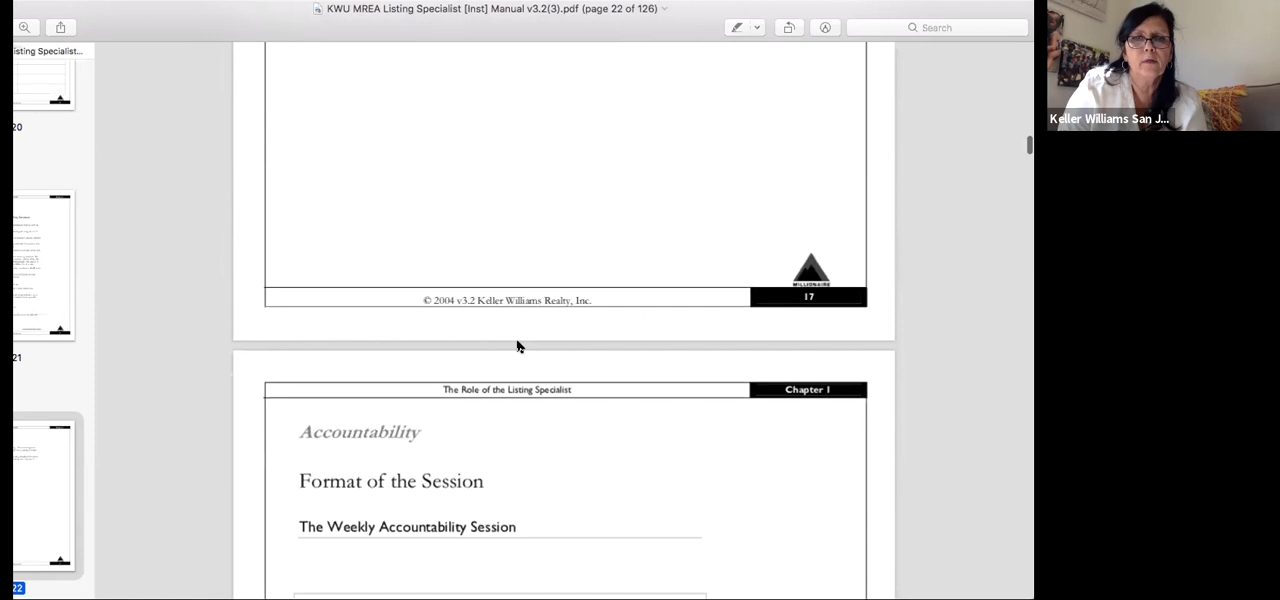 KWU MREA Listing Specialist [Inst] Manual v3.2(3).pdf (page 22 of 126)
Search
isting Specialist...
20
21
22
MILLIONAIRE
© 2004 v3.2 Keller Williams Realty, Inc.
17
The Role of the Listing Specialist
Chapter 1
Accountability
Format of the Session
The Weekly Accountability Session
Keller Williams San J...